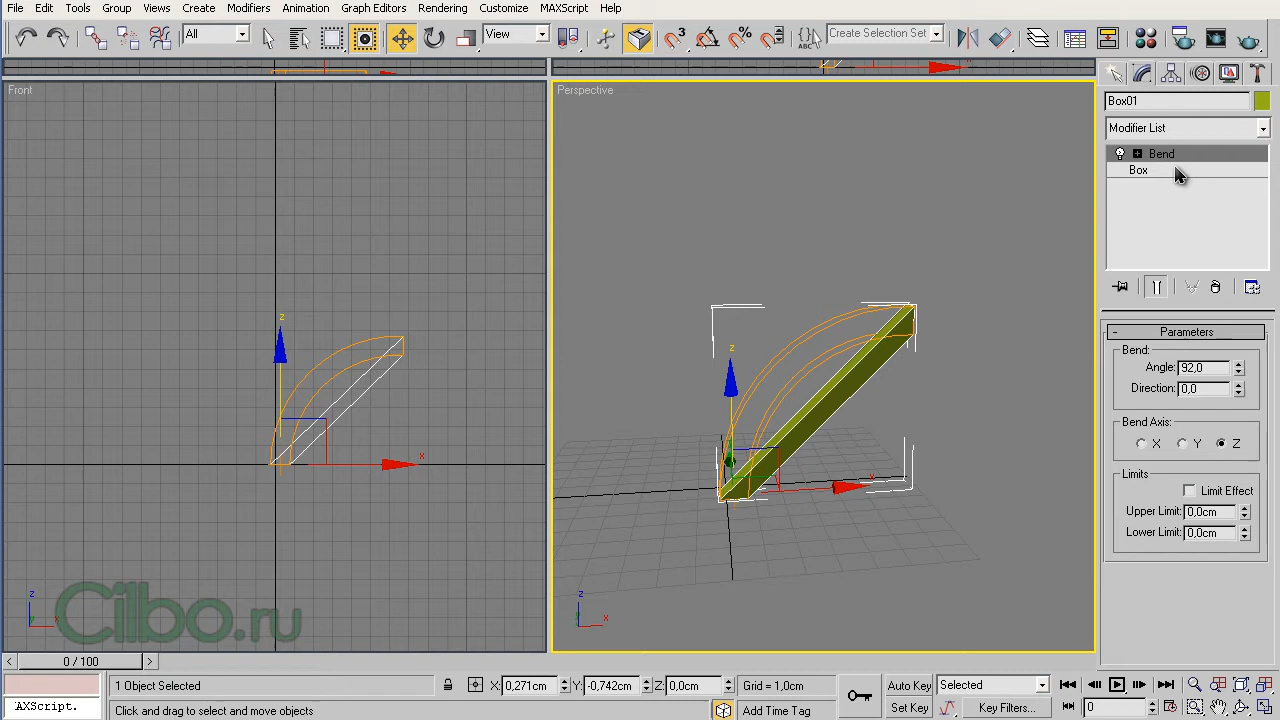 File Edit Tools Group Views Create Modifiers Animation Graph Editors Rendering Customize MAXScript Help
All View Create Selection Set
Front
Perspective
Box01
Modifier List
Bend
Box
Parameters
Bend:
Angle: 92,0
Direction: 0,0
Bend Axis:
X Y Z
Limits
Limit Effect
Upper Limit: 0,0cm
Lower Limit: 0,0cm
z
x
z
x
z
x
z
y
x
Cilbo.ru
0 / 100
1 Object Selected X: 0,271cm Y: -0,742cm Z: 0,0cm Grid = 1,0cm Auto Key Selected
AXScript. Click and drag to select and move objects Add Time Tag Set Key Key Filters... 0